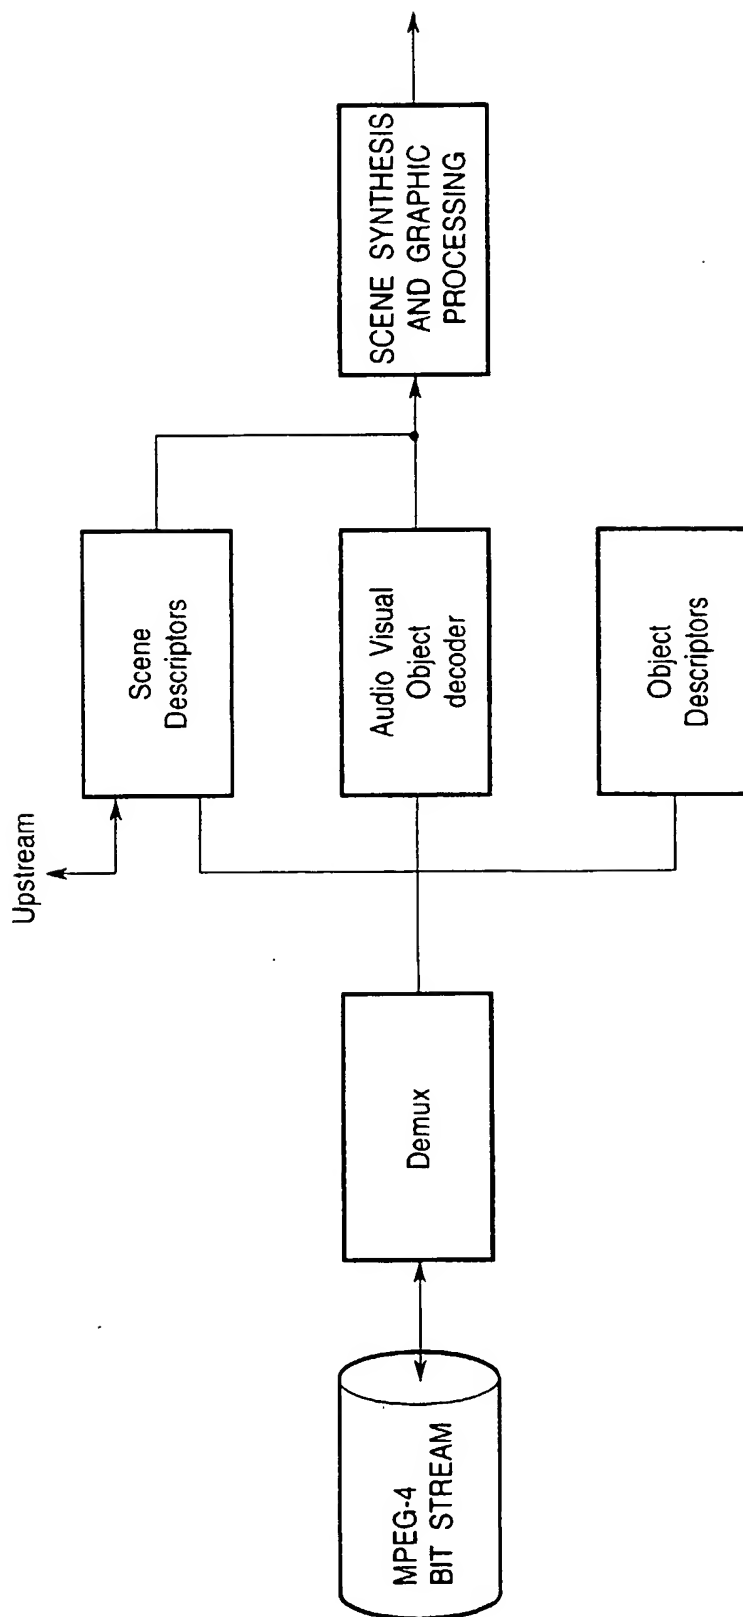 MPEG-4
BIT STREAM
Demux
Upstream
Scene
Descriptors
Audio Visual
Object
decoder
Object
Descriptors
SCENE SYNTHESIS
AND GRAPHIC
PROCESSING